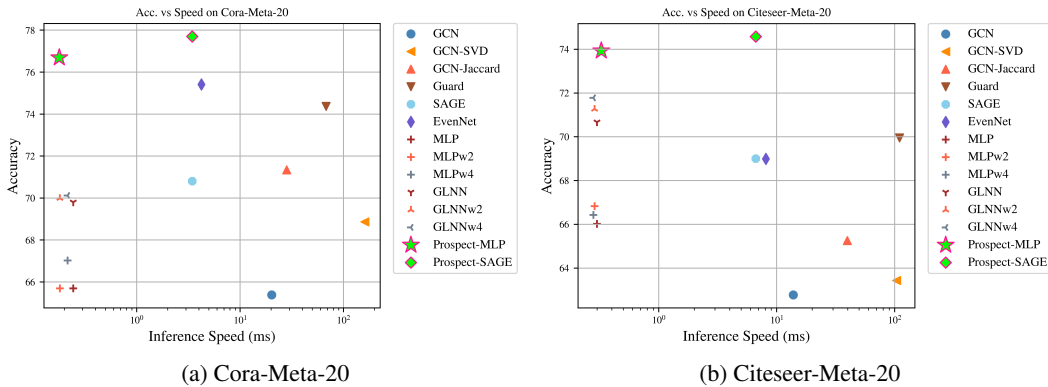 Acc. vs Speed on Cora-Meta-20
78
76
74
72
70
68
66
Accuracy
10⁰
10¹
10²
Inference Speed (ms)
GCN
GCN-SVD
GCN-Jaccard
Guard
SAGE
EvenNet
MLP
MLPw2
MLPw4
GLNN
GLNNw2
GLNNw4
Prospect-MLP
Prospect-SAGE
(a) Cora-Meta-20
Acc. vs Speed on Citeseer-Meta-20
74
72
70
68
66
64
Accuracy
10⁰
10¹
10²
Inference Speed (ms)
GCN
GCN-SVD
GCN-Jaccard
Guard
SAGE
EvenNet
MLP
MLPw2
MLPw4
GLNN
GLNNw2
GLNNw4
Prospect-MLP
Prospect-SAGE
(b) Citeseer-Meta-20